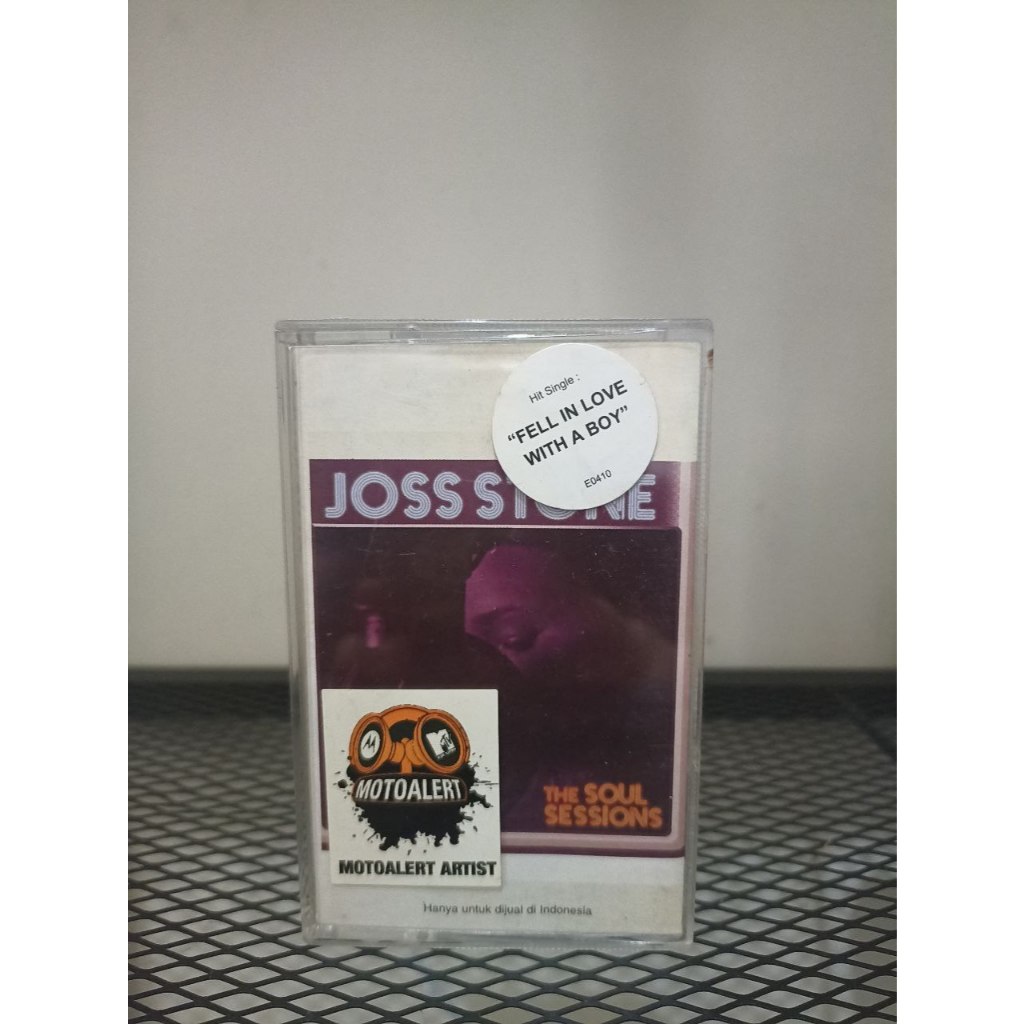 Hit Single :
"FELL IN LOVE
WITH A BOY"
E0410
JOSS STONE
MOTOALERT
MOTOALERT ARTIST
THE SOUL
SESSIONS
Hanya untuk dijual di Indonesia